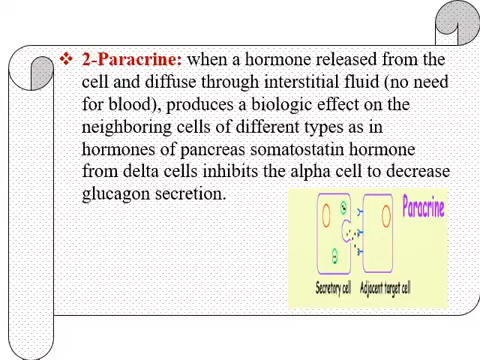 ❖ 2-Paracrine: when a hormone released from the
cell and diffuse through interstitial fluid (no need
for blood), produces a biologic effect on the
neighboring cells of different types as in
hormones of pancreas somatostatin hormone
from delta cells inhibits the alpha cell to decrease
glucagon secretion.
Paracrine
Secretory cell Adjacent target cell